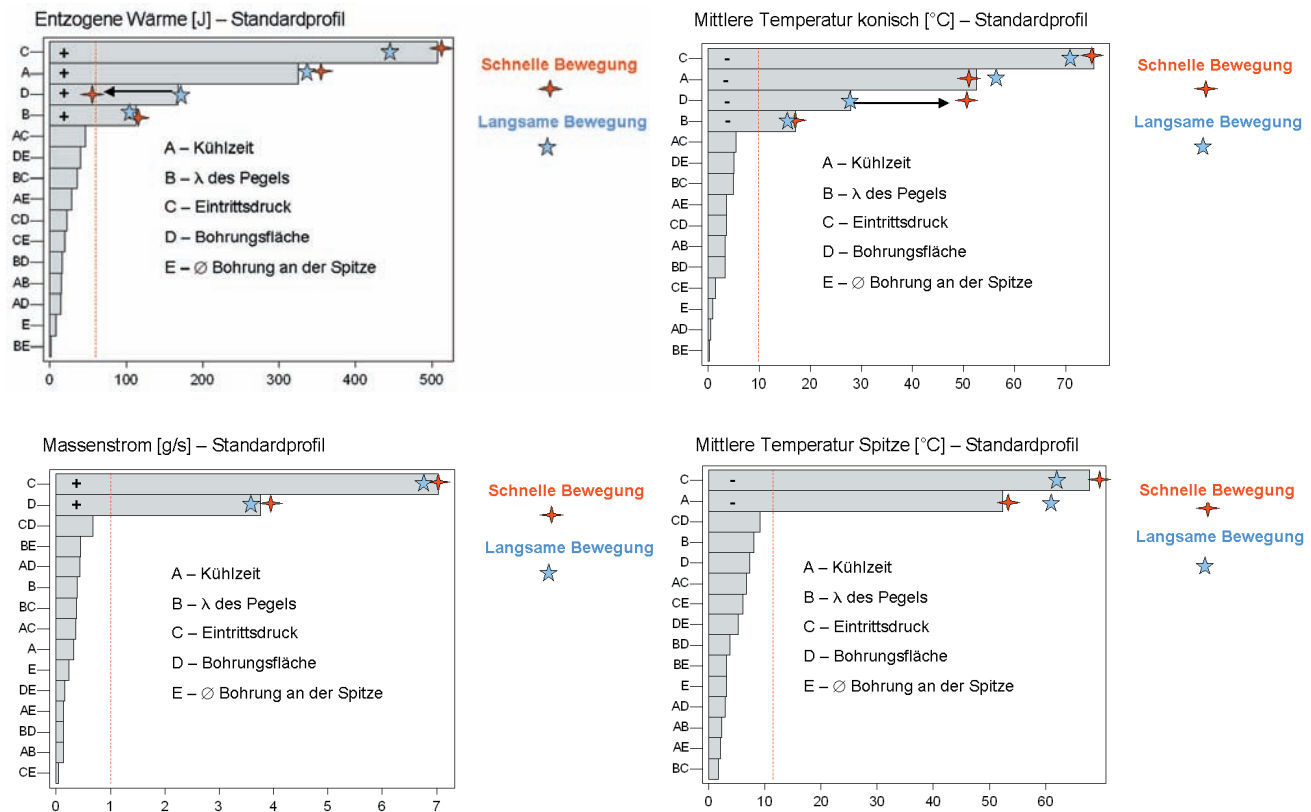 Entzogene Wärme [J] – Standardprofil
C
+
A
+
D
+
B
+
AC
DE
BC
AE
CD
CE
BD
AB
AD
E
BE
A – Kühlzeit
B – λ des Pegels
C – Eintrittsdruck
D – Bohrungsfläche
E – ∅ Bohrung an der Spitze
0 100 200 300 400 500
Schnelle Bewegung
Langsame Bewegung
Mittlere Temperatur konisch [°C] – Standardprofil
C
-
A
-
D
-
B
-
AC
DE
BC
AE
CD
AB
BD
CE
E
AD
BE
A – Kühlzeit
B – λ des Pegels
C – Eintrittsdruck
D – Bohrungsfläche
E – ∅ Bohrung an der Spitze
0 10 20 30 40 50 60 70
Schnelle Bewegung
Langsame Bewegung
Massenstrom [g/s] – Standardprofil
C
+
D
+
CD
BE
AD
B
BC
AC
A
E
DE
AE
BD
AB
CE
A – Kühlzeit
B – λ des Pegels
C – Eintrittsdruck
D – Bohrungsfläche
E – ∅ Bohrung an der Spitze
0 1 2 3 4 5 6 7
Schnelle Bewegung
Langsame Bewegung
Mittlere Temperatur Spitze [°C] – Standardprofil
C
-
A
-
CD
B
D
AC
CE
DE
BD
BE
E
AD
AB
AE
BC
A – Kühlzeit
B – λ des Pegels
C – Eintrittsdruck
D – Bohrungsfläche
E – ∅ Bohrung an der Spitze
0 10 20 30 40 50 60
Schnelle Bewegung
Langsame Bewegung